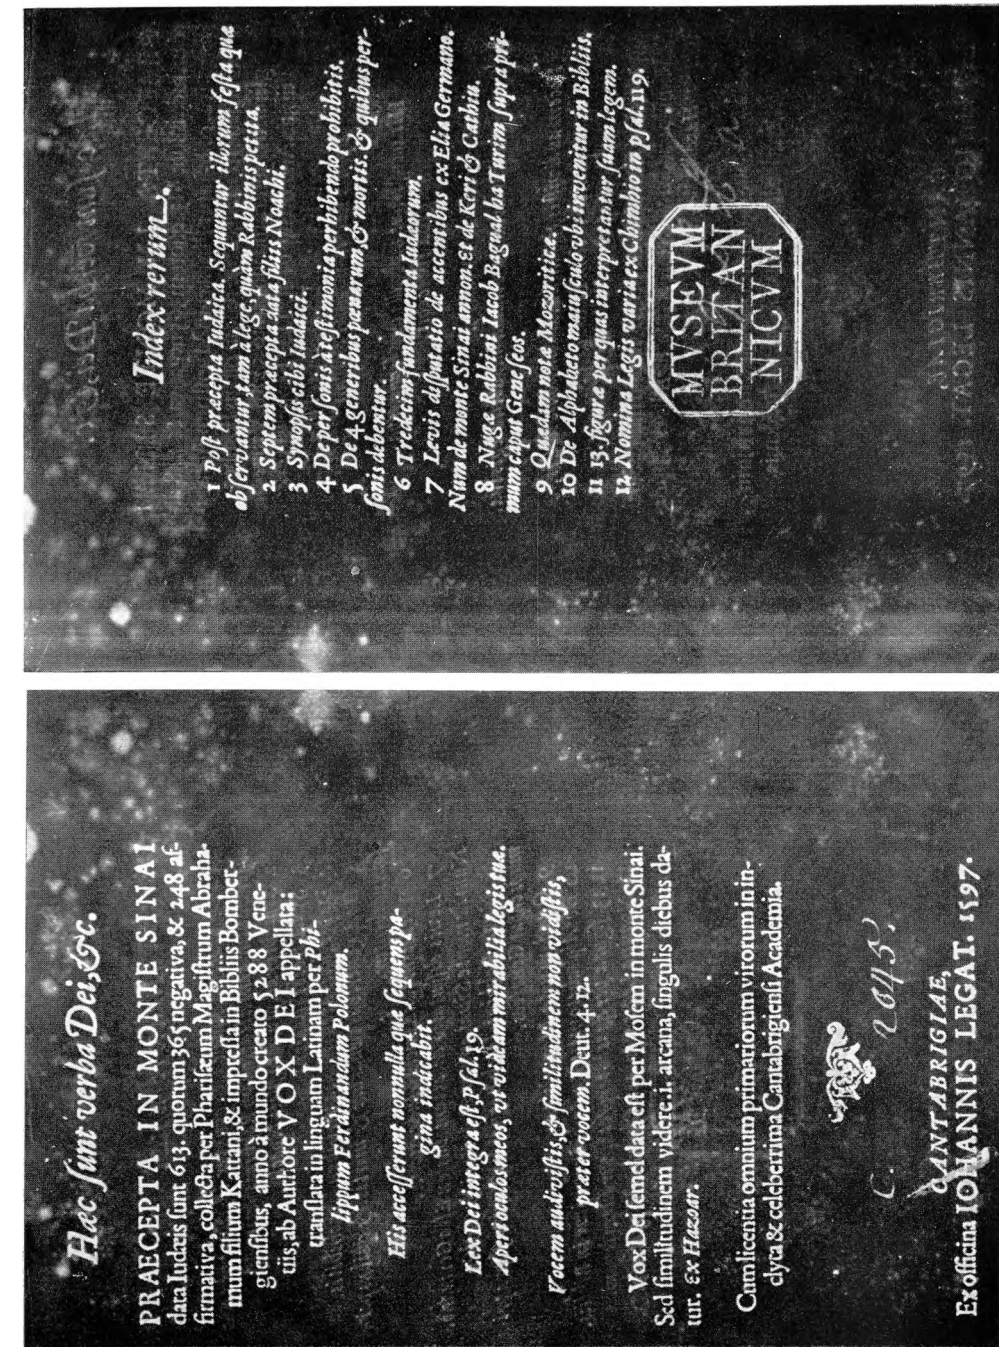 Hæc sunt verba Dei, &c.
PRAECEPTA IN MONTE SINAI
data Iudæis sunt 613. quorum 365 negativa, & 248 af-
firmativa, collecta per Pharisæum Magistrum Abraha-
mum filium Kattani, & impressa in Bibliis Bomber-
giensibus, anno à mundo creato 5288 Vene-
tiis, ab Authore VOX DEI appellata:
translata in linguam Latinam per Phi-
lippum Ferdinandum Polonum.
His accesserunt nonnulla quæ sequens pa-
gina indicabit.
Lex Dei integra est, Psal. 19.
Aperi oculos meos, ut videam mirabilia legis tuæ.
Vocem audivistis, & similitudinem non vidistis,
præter vocem. Deut. 4. 12.
Vox Dei semel data est per Mosem in monte Sinai.
Sed similtudinem videre .i. arcana, singulis diebus da-
tur. Ex Hazoar.
Cum licentia omnium primariorum virorum in in-
clyta & celeberrima Cantabrigiensi Academia.
C. 2045.
CANTABRIGIAE,
Ex officina IOHANNIS LEGAT. 1597.
Index rerum.
1 Post præcepta Iudaica. Sequuntur illorum festa quæ
observantur, tam à lege, quàm Rabbinis petita.
2 Septem præcepta data filiis Noachi.
3 Synopsis cibi Iudaici.
4 De personis à testimonia perhibendo prohibitis.
5 De 4. generibus pœnarum, & mortis. & quibus per-
sonis debentur.
6 Tredecim fundamenta Iudæorum.
7 Levis disputatio de accentibus ex Elia Germano.
Num de monte Sinai annon. Et de Keri & Cathiu.
8 Nugæ Rabbini Iacob Bagnal ha Turim supra pri-
mum caput Geneseos.
9 Quædam notæ Mazoriticæ.
10 De Alphabeto maiusculo ubi invenitur in Bibliis.
11 13. figuræ per quas interpretantur suam legem.
12 Nomina Legis varia ex Chimhio in psal. 119.
MVSEVM
BRITAN
NICVM